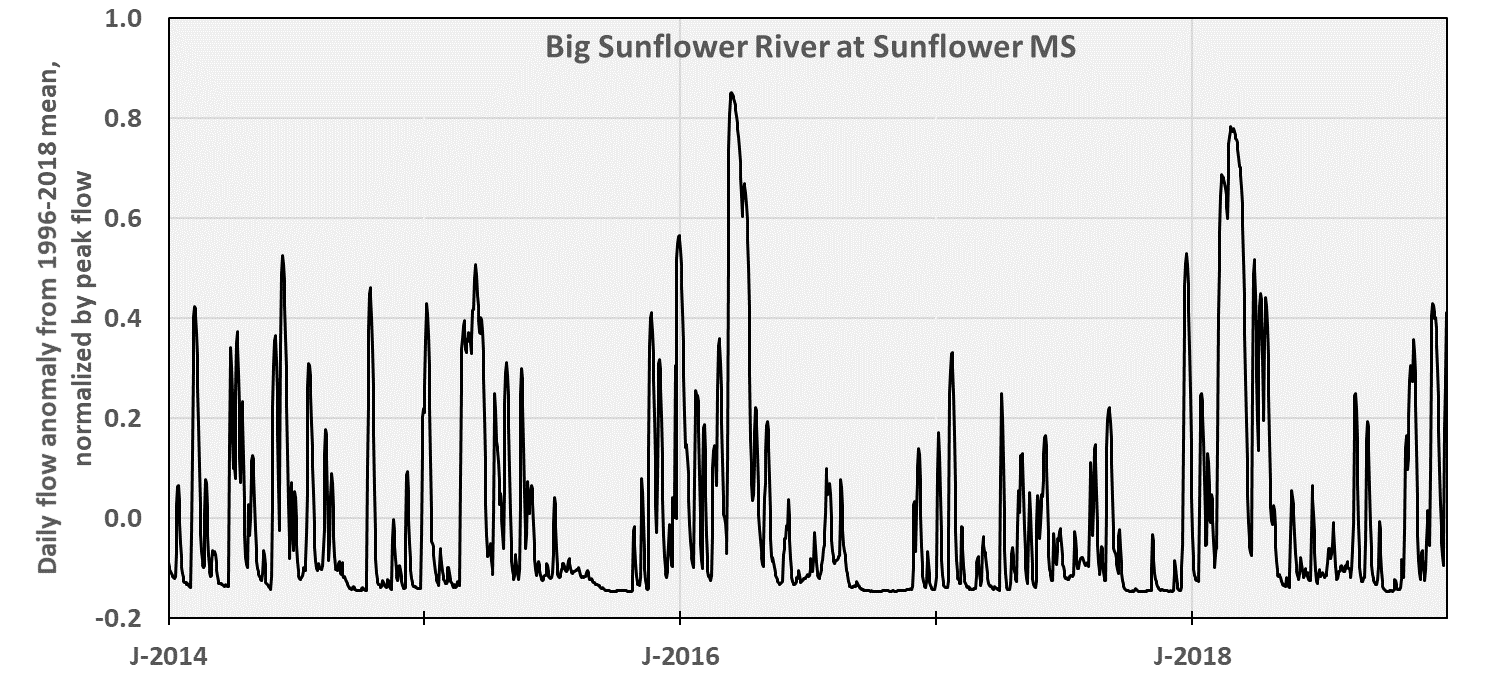 Big Sunflower River at Sunflower MS
Daily flow anomaly from 1996-2018 mean,
normalized by peak flow
1.0
0.8
0.6
0.4
0.2
0.0
-0.2
J-2014
J-2016
J-2018